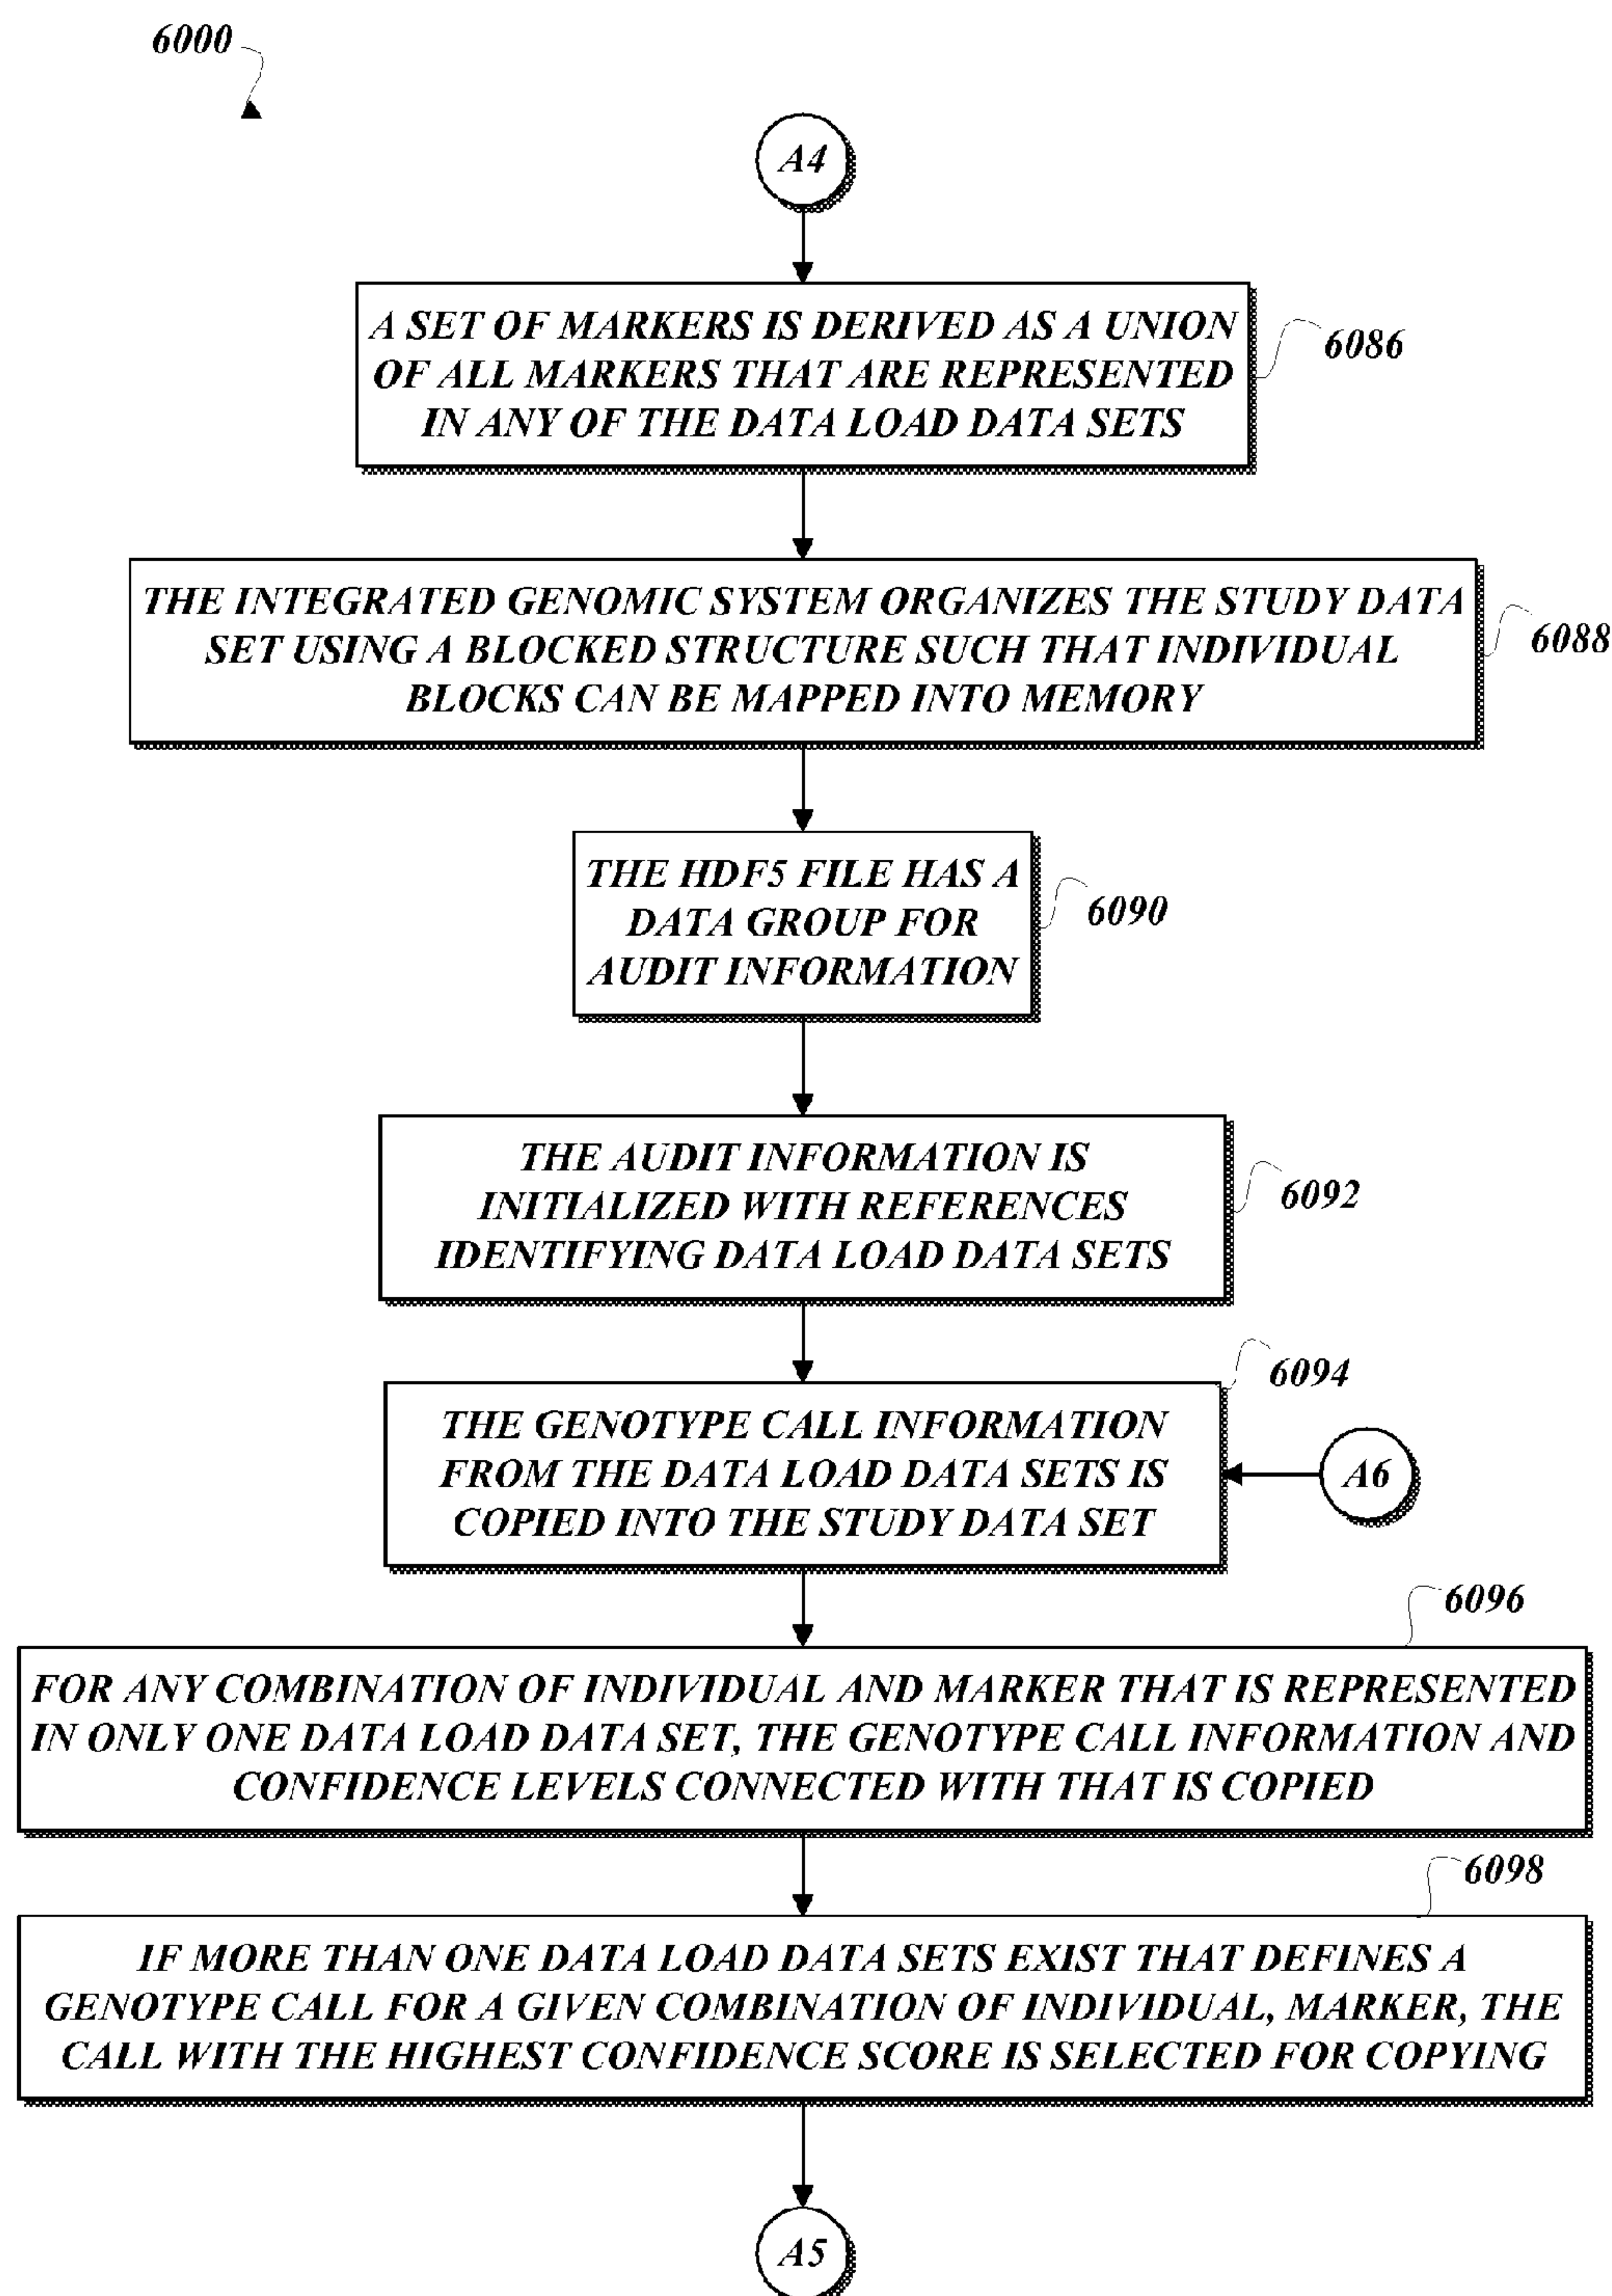 6000
A4
A SET OF MARKERS IS DERIVED AS A UNION
OF ALL MARKERS THAT ARE REPRESENTED
IN ANY OF THE DATA LOAD DATA SETS
6086
THE INTEGRATED GENOMIC SYSTEM ORGANIZES THE STUDY DATA
SET USING A BLOCKED STRUCTURE SUCH THAT INDIVIDUAL
BLOCKS CAN BE MAPPED INTO MEMORY
6088
THE HDF5 FILE HAS A
DATA GROUP FOR
AUDIT INFORMATION
6090
THE AUDIT INFORMATION IS
INITIALIZED WITH REFERENCES
IDENTIFYING DATA LOAD DATA SETS
6092
6094
THE GENOTYPE CALL INFORMATION
FROM THE DATA LOAD DATA SETS IS
COPIED INTO THE STUDY DATA SET
A6
6096
FOR ANY COMBINATION OF INDIVIDUAL AND MARKER THAT IS REPRESENTED
IN ONLY ONE DATA LOAD DATA SET, THE GENOTYPE CALL INFORMATION AND
CONFIDENCE LEVELS CONNECTED WITH THAT IS COPIED
6098
IF MORE THAN ONE DATA LOAD DATA SETS EXIST THAT DEFINES A
GENOTYPE CALL FOR A GIVEN COMBINATION OF INDIVIDUAL, MARKER, THE
CALL WITH THE HIGHEST CONFIDENCE SCORE IS SELECTED FOR COPYING
A5